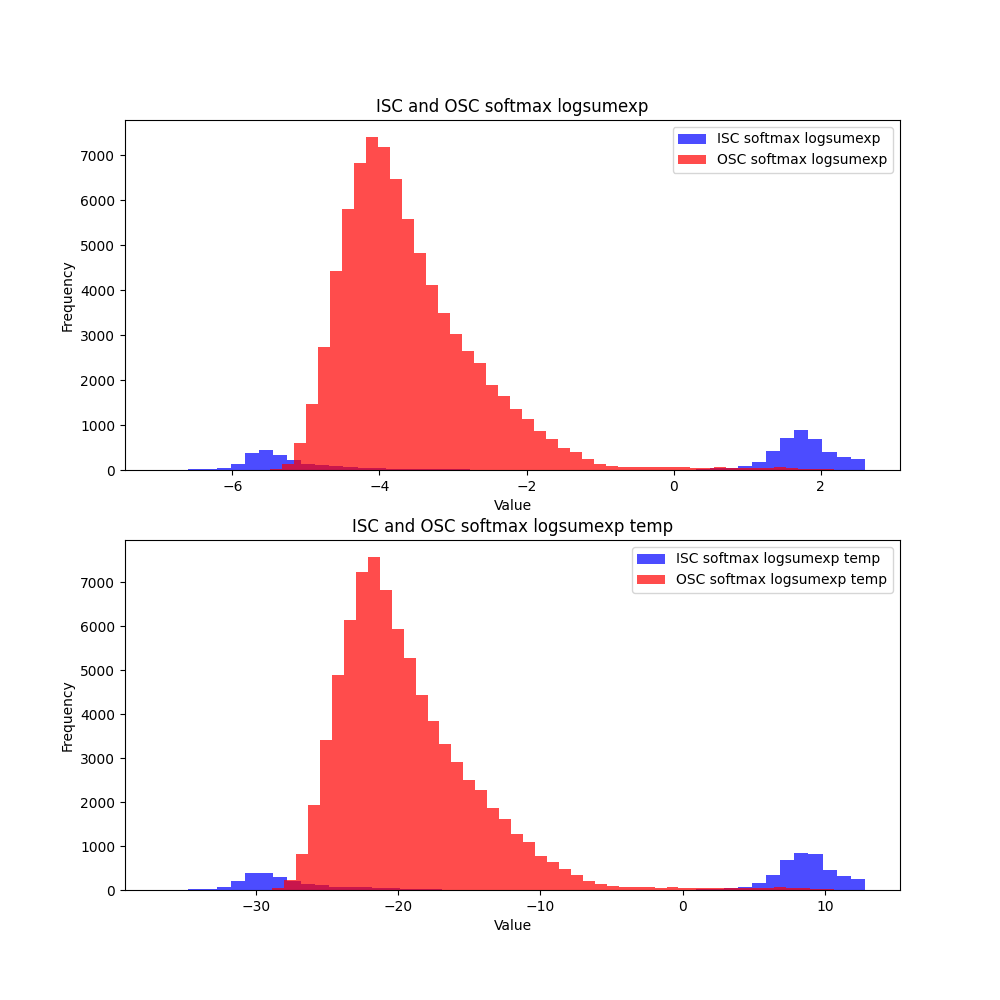 ISC and OSC softmax logsumexp
ISC softmax logsumexp
OSC softmax logsumexp
7000
6000
5000
4000
3000
2000
1000
0
Frequency
−6 −4 −2 0 2
Value
ISC and OSC softmax logsumexp temp
ISC softmax logsumexp temp
OSC softmax logsumexp temp
7000
6000
5000
4000
3000
2000
1000
0
Frequency
−30 −20 −10 0 10
Value